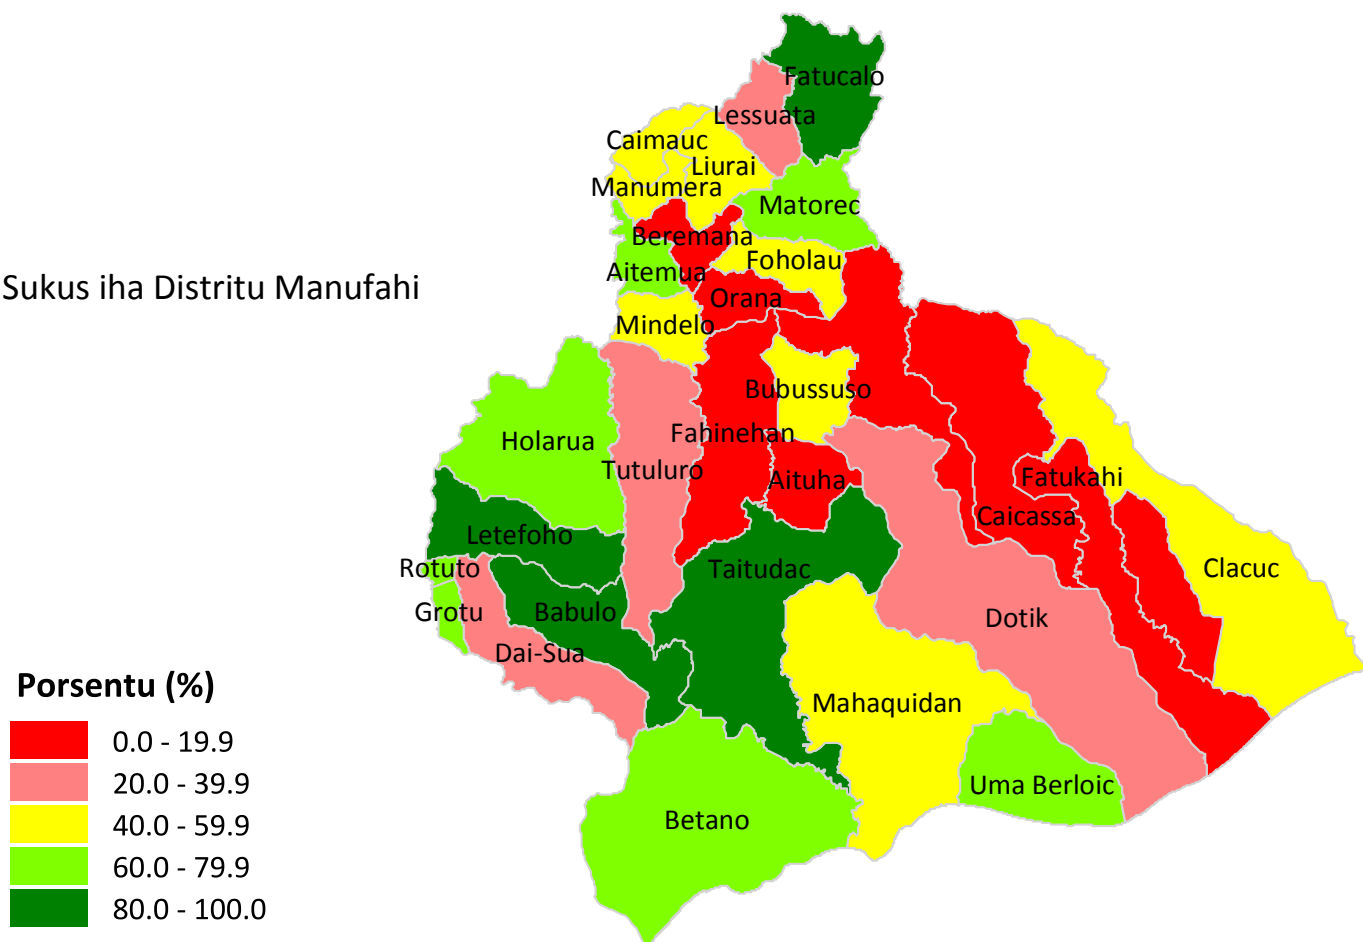 Fatucalo
Lessuata
Caimauc
Liurai
Manumera
Matorec
Beremana
Foholau
Aitemua
Sukus iha Distritu Manufahi
Orana
Mindelo
Bubussuso
Fahinehan
Holarua
Tutuluro
Aituha
Fatukahi
Caicassa
Letefoho
Rotuto
Taitudac
Clacuc
Grotu
Babulo
Dotik
Dai-Sua
Mahaquidan
Uma Berloic
Betano
Porsentu (%)
0.0 - 19.9
20.0 - 39.9
40.0 - 59.9
60.0 - 79.9
80.0 - 100.0